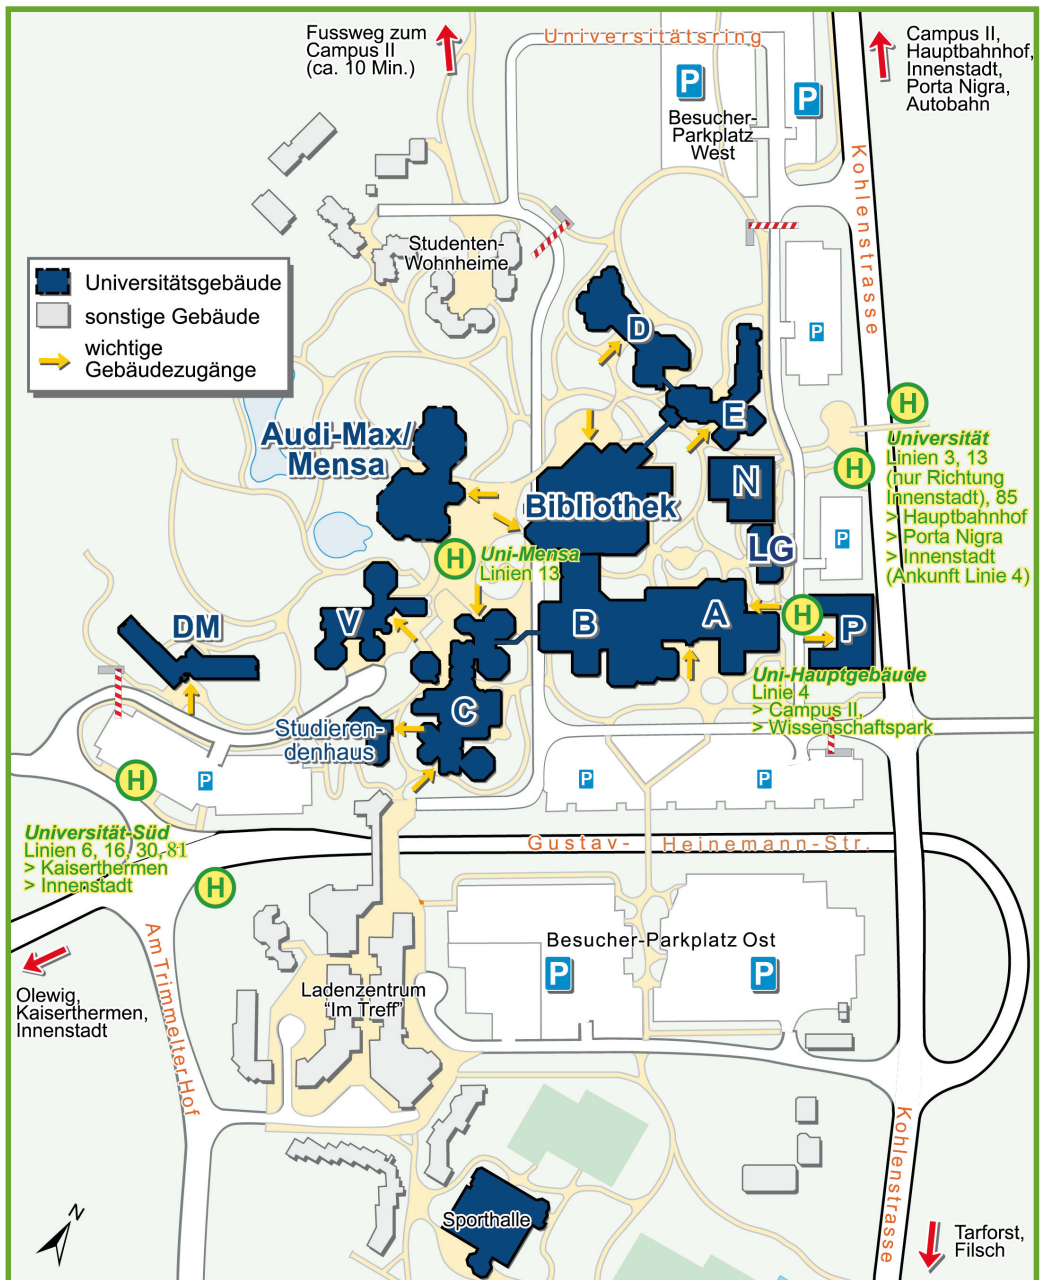 Fussweg zum
Campus II
(ca. 10 Min.)
Universitätsring
Campus II,
Hauptbahnhof,
Innenstadt,
Porta Nigra,
Autobahn
P
P
Besucher-
Parkplatz
West
Kohlenstrasse
Studenten-
Wohnheime
Universitätsgebäude
sonstige Gebäude
wichtige
Gebäudezugänge
D
P
E
H
Audi-Max/
Mensa
Universität
Linien 3, 13
(nur Richtung
Innenstadt), 85
> Hauptbahnhof
> Porta Nigra
> Innenstadt
(Ankunft Linie 4)
H
N
Bibliothek
P
LG
H
Uni-Mensa
Linien 13
DM
V
B
A
H
P
Uni-Hauptgebäude
Linie 4
> Campus II,
> Wissenschaftspark
C
Studieren-
denhaus
H
P
P
P
Universität-Süd
Linien 6, 16, 30, 81
> Kaiserthermen
> Innenstadt
Gustav- Heinemann-Str.
H
Am Trimmelter Hof
Besucher-Parkplatz Ost
P
P
Olewig,
Kaiserthermen,
Innenstadt
Ladenzentrum
"Im Treff"
Kohlenstrasse
N
Sporthalle
Tarforst,
Filsch